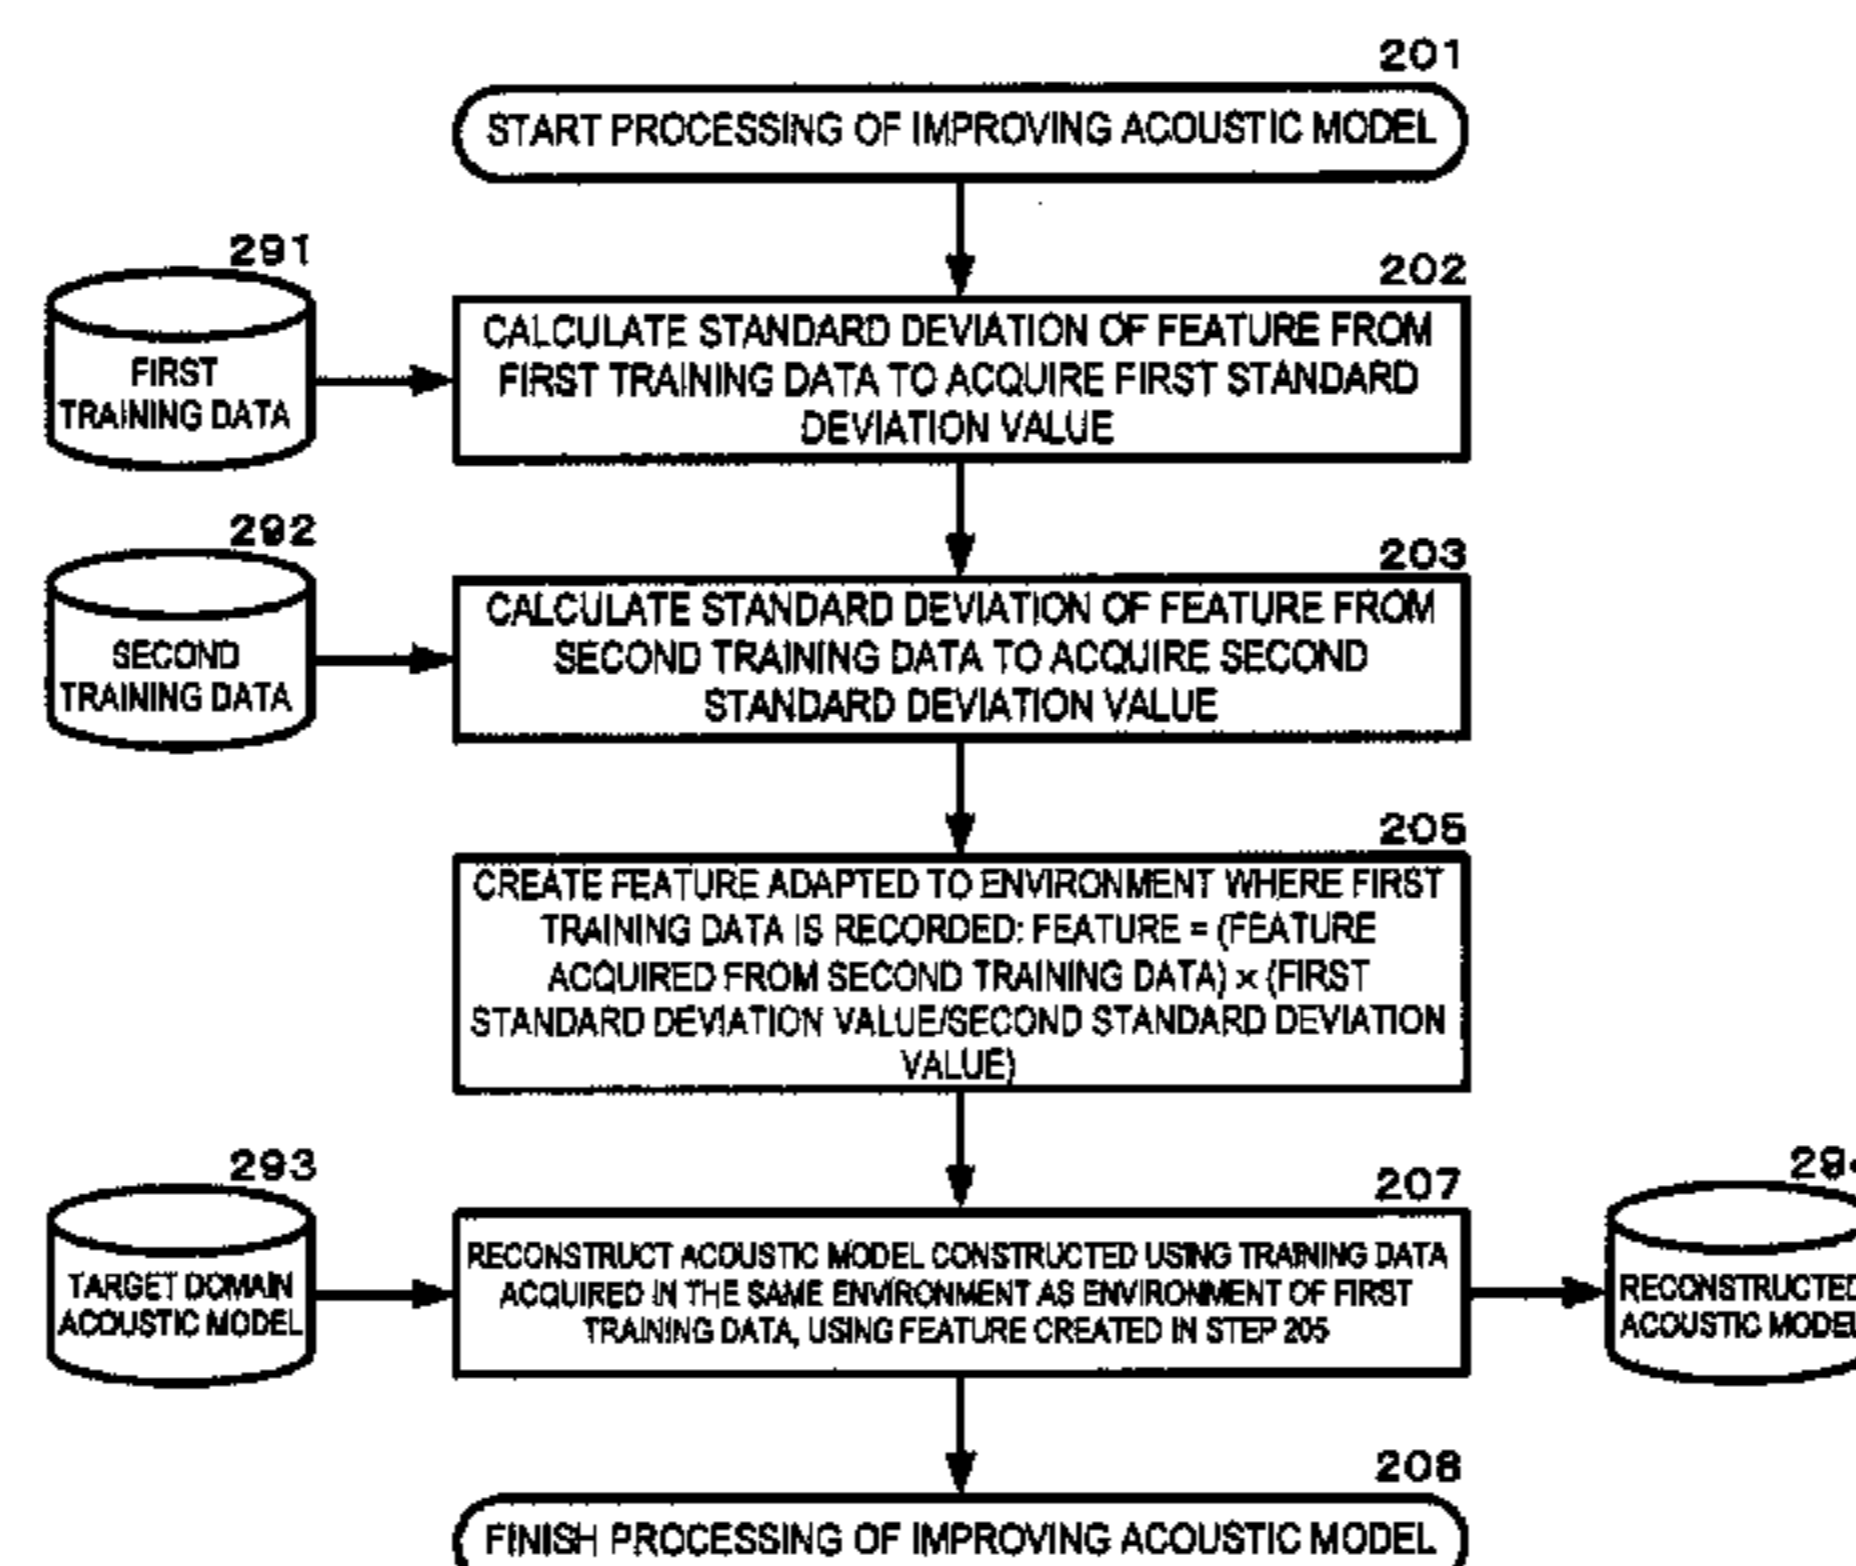 201
START PROCESSING OF IMPROVING ACOUSTIC MODEL
291
FIRST
TRAINING DATA
202
CALCULATE STANDARD DEVIATION OF FEATURE FROM
FIRST TRAINING DATA TO ACQUIRE FIRST STANDARD
DEVIATION VALUE
292
SECOND
TRAINING DATA
203
CALCULATE STANDARD DEVIATION OF FEATURE FROM
SECOND TRAINING DATA TO ACQUIRE SECOND
STANDARD DEVIATION VALUE
205
CREATE FEATURE ADAPTED TO ENVIRONMENT WHERE FIRST
TRAINING DATA IS RECORDED: FEATURE = (FEATURE
ACQUIRED FROM SECOND TRAINING DATA) × (FIRST
STANDARD DEVIATION VALUE/SECOND STANDARD DEVIATION
VALUE)
293
TARGET DOMAIN
ACOUSTIC MODEL
207
RECONSTRUCT ACOUSTIC MODEL CONSTRUCTED USING TRAINING DATA
ACQUIRED IN THE SAME ENVIRONMENT AS ENVIRONMENT OF FIRST
TRAINING DATA, USING FEATURE CREATED IN STEP 205
RECONSTRUCTED
ACOUSTIC MODEL
208
FINISH PROCESSING OF IMPROVING ACOUSTIC MODEL